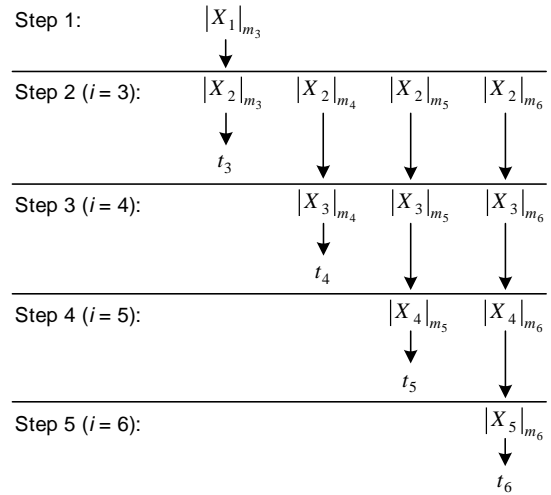 Step 1: |X₁|ₘ₃
Step 2 (i = 3): |X₂|ₘ₃ |X₂|ₘ₄ |X₂|ₘ₅ |X₂|ₘ₆
t₃
Step 3 (i = 4): |X₃|ₘ₄ |X₃|ₘ₅ |X₃|ₘ₆
t₄
Step 4 (i = 5): |X₄|ₘ₅ |X₄|ₘ₆
t₅
Step 5 (i = 6): |X₅|ₘ₆
t₆